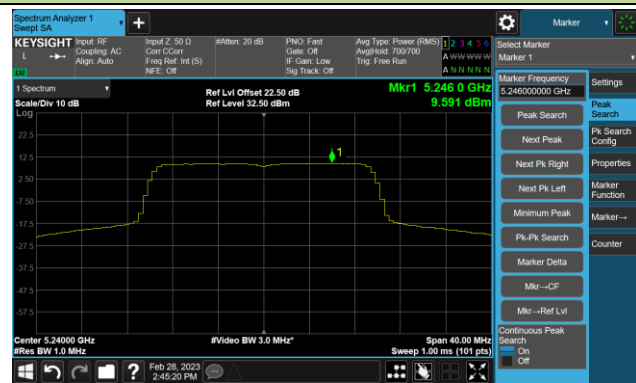 Spectrum Analyzer 1
Swept SA
+
Marker
KEYSIGHT
L
Input: RF
Coupling: AC
Align: Auto
Input Z: 50 Ω
Corr CCorr
Freq Ref: Int (S)
NFE: Off
#Atten: 20 dB
PNO: Fast
Gate: Off
IF Gain: Low
Sig Track: Off
Avg Type: Power (RMS)
Avg|Hold: 700/700
Trig: Free Run
1 2 3 4 5 6
A W W W W W
A N N N N N
LV
1 Spectrum
Scale/Div 10 dB
Log
Ref Lvl Offset 22.50 dB
Ref Level 32.50 dBm
Mkr1 5.246 0 GHz
9.591 dBm
1
22.5
12.5
2.50
-7.50
-17.5
-27.5
-37.5
-47.5
-57.5
Center 5.24000 GHz
#Res BW 1.0 MHz
#Video BW 3.0 MHz*
Span 40.00 MHz
Sweep 1.00 ms (101 pts)
Select Marker
Marker 1
Marker Frequency
5.246000000 GHz
Peak Search
Next Peak
Next Pk Right
Next Pk Left
Minimum Peak
Pk-Pk Search
Marker Delta
Mkr→CF
Mkr→Ref Lvl
Continuous Peak
Search
On
Off
Settings
Peak
Search
Pk Search
Config
Properties
Marker
Function
Marker→
Counter
?
Feb 28, 2023
2:45:20 PM